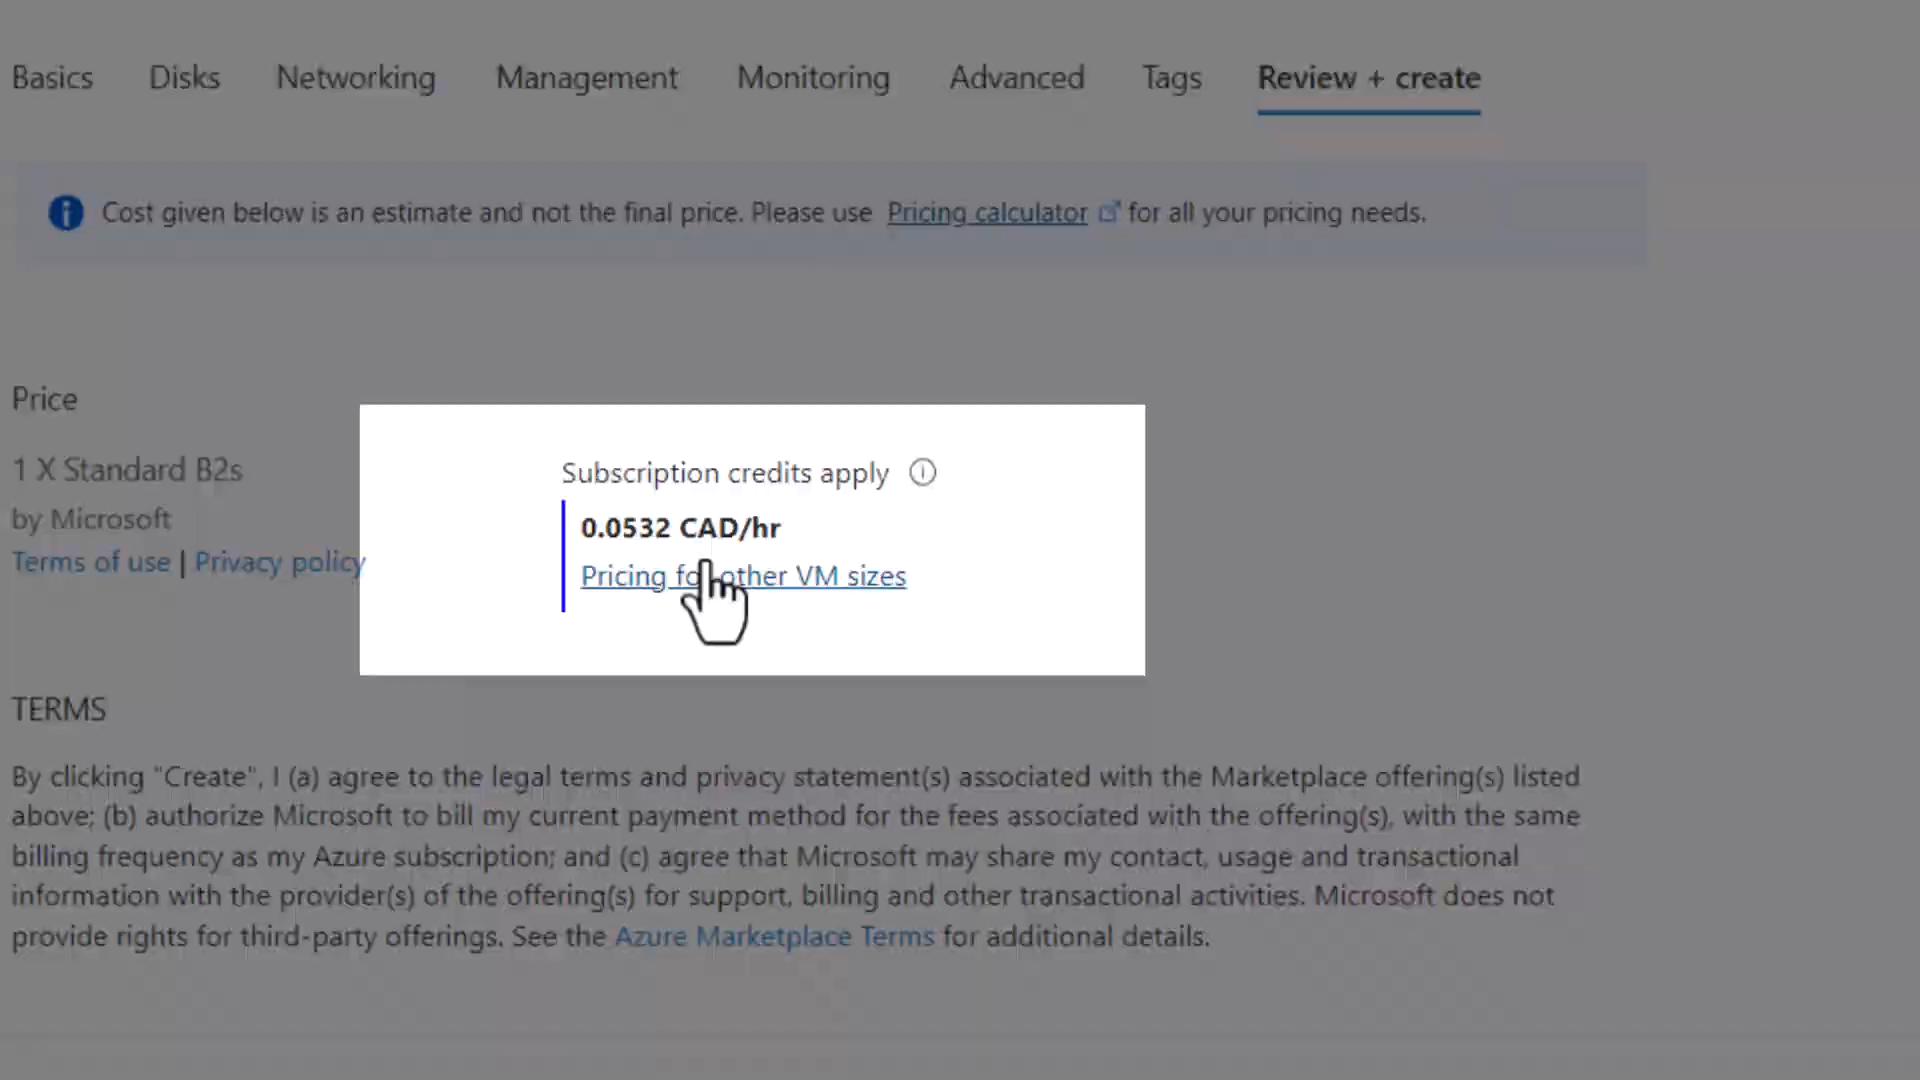 Basics Disks Networking Management Monitoring Advanced Tags Review + create
Cost given below is an estimate and not the final price. Please use Pricing calculator for all your pricing needs.
Price
1 X Standard B2s
by Microsoft
Terms of use | Privacy policy
Subscription credits apply
0.0532 CAD/hr
Pricing for other VM sizes
TERMS
By clicking "Create", I (a) agree to the legal terms and privacy statement(s) associated with the Marketplace offering(s) listed
above; (b) authorize Microsoft to bill my current payment method for the fees associated with the offering(s), with the same
billing frequency as my Azure subscription; and (c) agree that Microsoft may share my contact, usage and transactional
information with the provider(s) of the offering(s) for support, billing and other transactional activities. Microsoft does not
provide rights for third-party offerings. See the Azure Marketplace Terms for additional details.